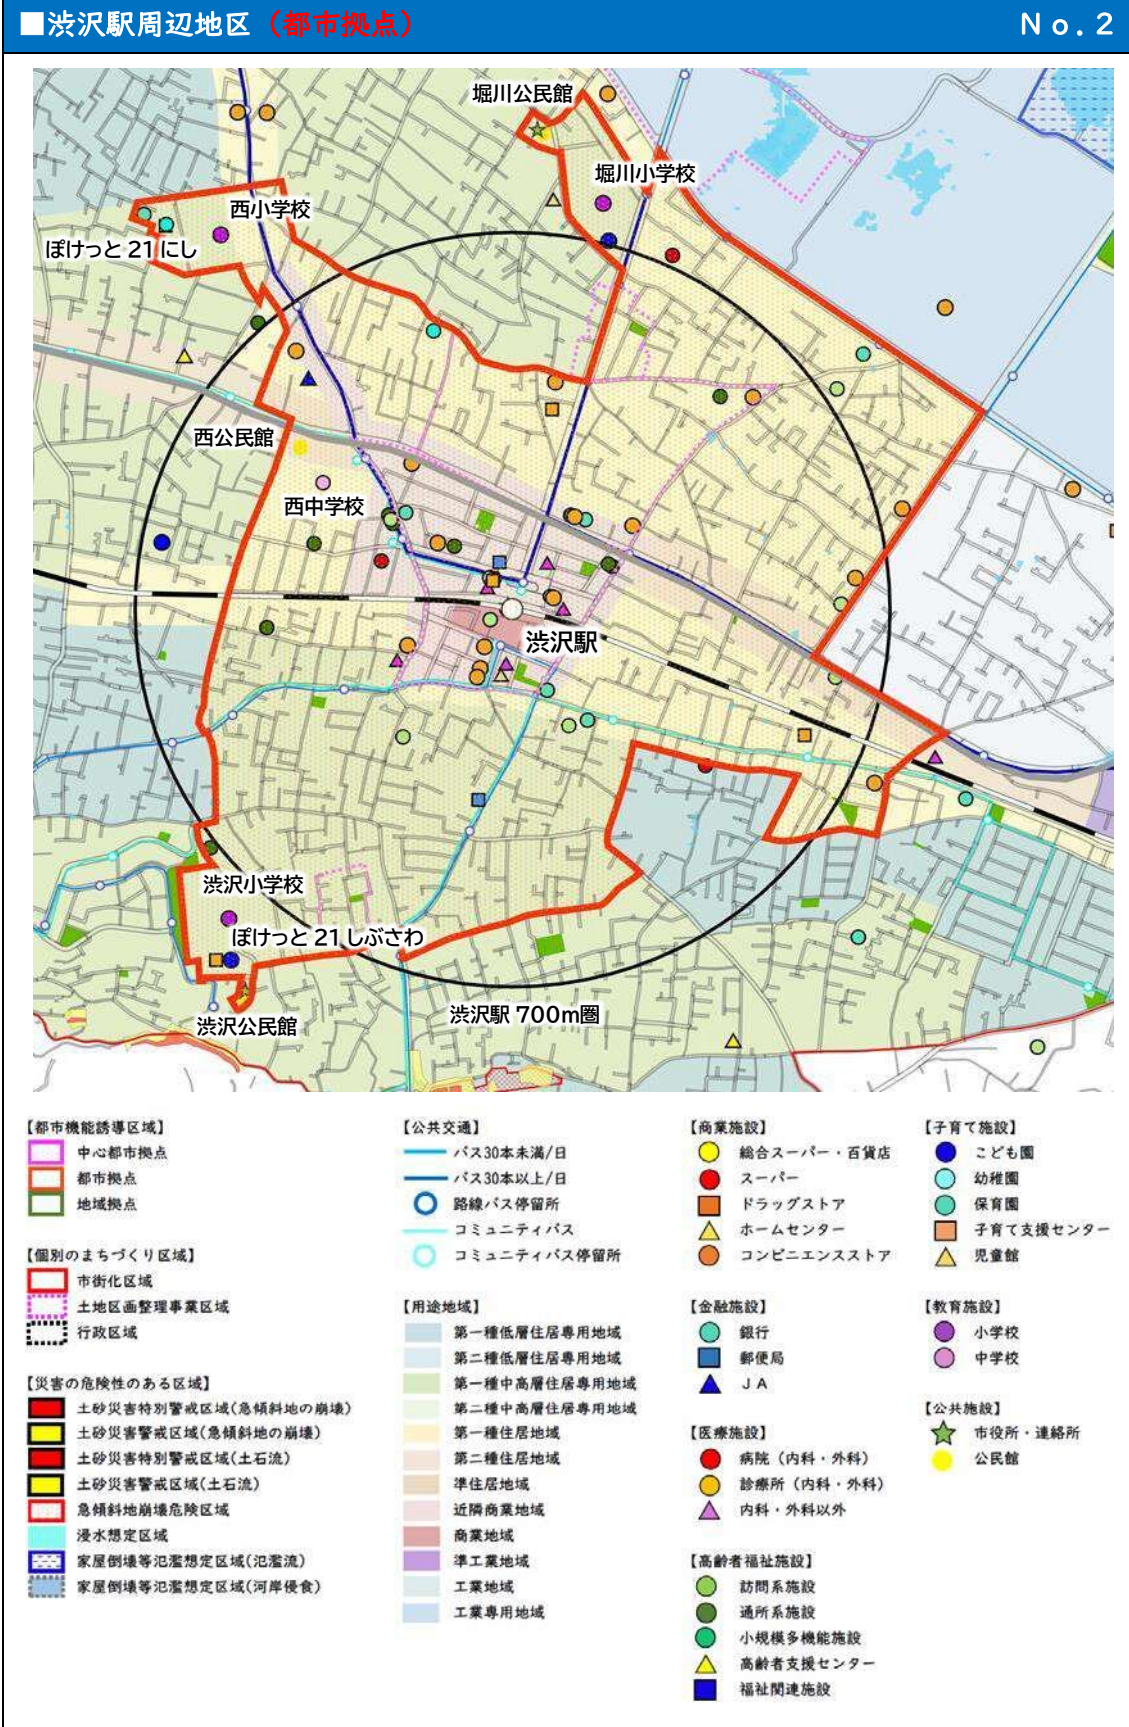 ■渋沢駅周辺地区（都市拠点） No.2
堀川公民館
堀川小学校
西小学校
ぽけっと21にし
西公民館
西中学校
渋沢駅
渋沢小学校
ぽけっと21しぶさわ
渋沢駅700m圏
渋沢公民館
【都市機能誘導区域】
中心都市拠点
都市拠点
地域拠点
【個別のまちづくり区域】
市街化区域
土地区画整理事業区域
行政区域
【災害の危険性のある区域】
土砂災害特別警戒区域(急傾斜地の崩壊)
土砂災害警戒区域(急傾斜地の崩壊)
土砂災害特別警戒区域(土石流)
土砂災害警戒区域(土石流)
急傾斜地崩壊危険区域
浸水想定区域
家屋倒壊等氾濫想定区域(氾濫流)
家屋倒壊等氾濫想定区域(河岸侵食)
【公共交通】
バス30本未満/日
バス30本以上/日
路線バス停留所
コミュニティバス
コミュニティバス停留所
【用途地域】
第一種低層住居専用地域
第二種低層住居専用地域
第一種中高層住居専用地域
第二種中高層住居専用地域
第一種住居地域
第二種住居地域
準住居地域
近隣商業地域
商業地域
準工業地域
工業地域
工業専用地域
【商業施設】
総合スーパー・百貨店
スーパー
ドラッグストア
ホームセンター
コンビニエンスストア
【金融施設】
銀行
郵便局
ＪＡ
【医療施設】
病院（内科・外科）
診療所（内科・外科）
内科・外科以外
【高齢者福祉施設】
訪問系施設
通所系施設
小規模多機能施設
高齢者支援センター
福祉関連施設
【子育て施設】
こども園
幼稚園
保育園
子育て支援センター
児童館
【教育施設】
小学校
中学校
【公共施設】
市役所・連絡所
公民館